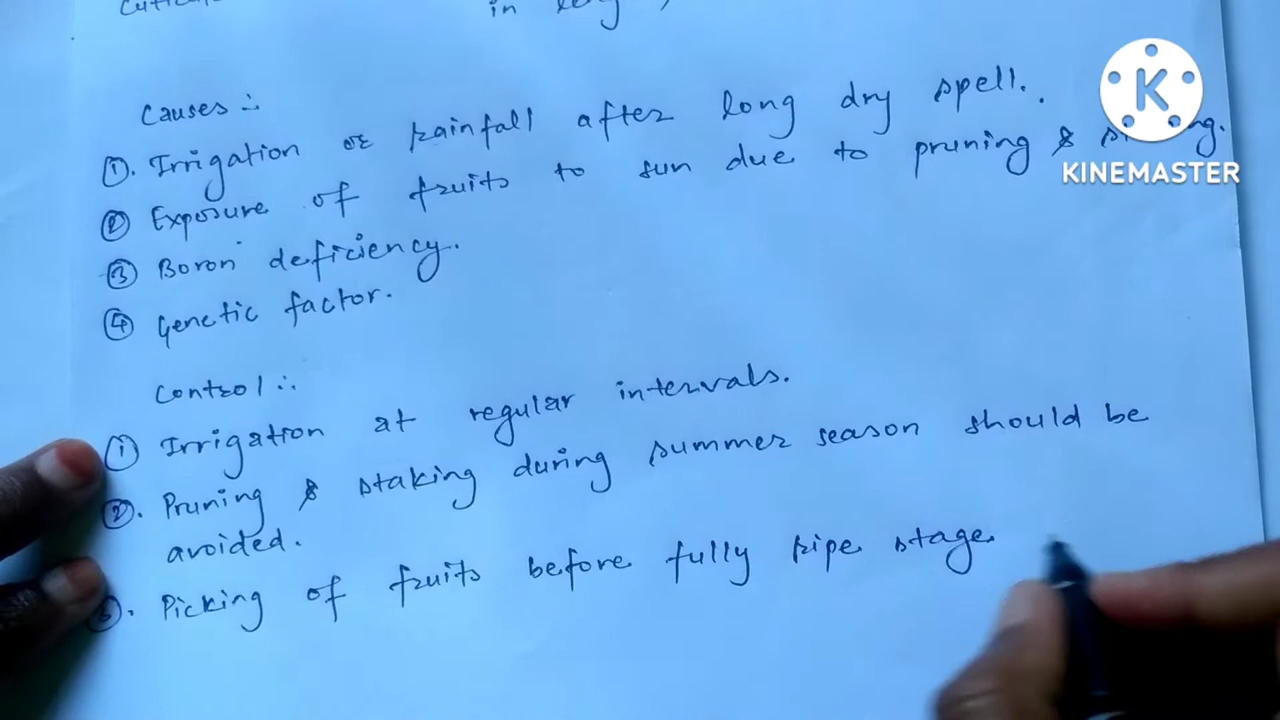 in
Causes :-
①. Irrigation or rainfall after long dry spell.
② Exposure of fruits to sun due to pruning &
③ Boron deficiency.
④ Genetic factor.
Control :-
① Irrigation at regular intervals.
②. Pruning & staking during summer season should be
avoided.
③. Picking of fruits before fully ripe stage
K
KINEMASTER